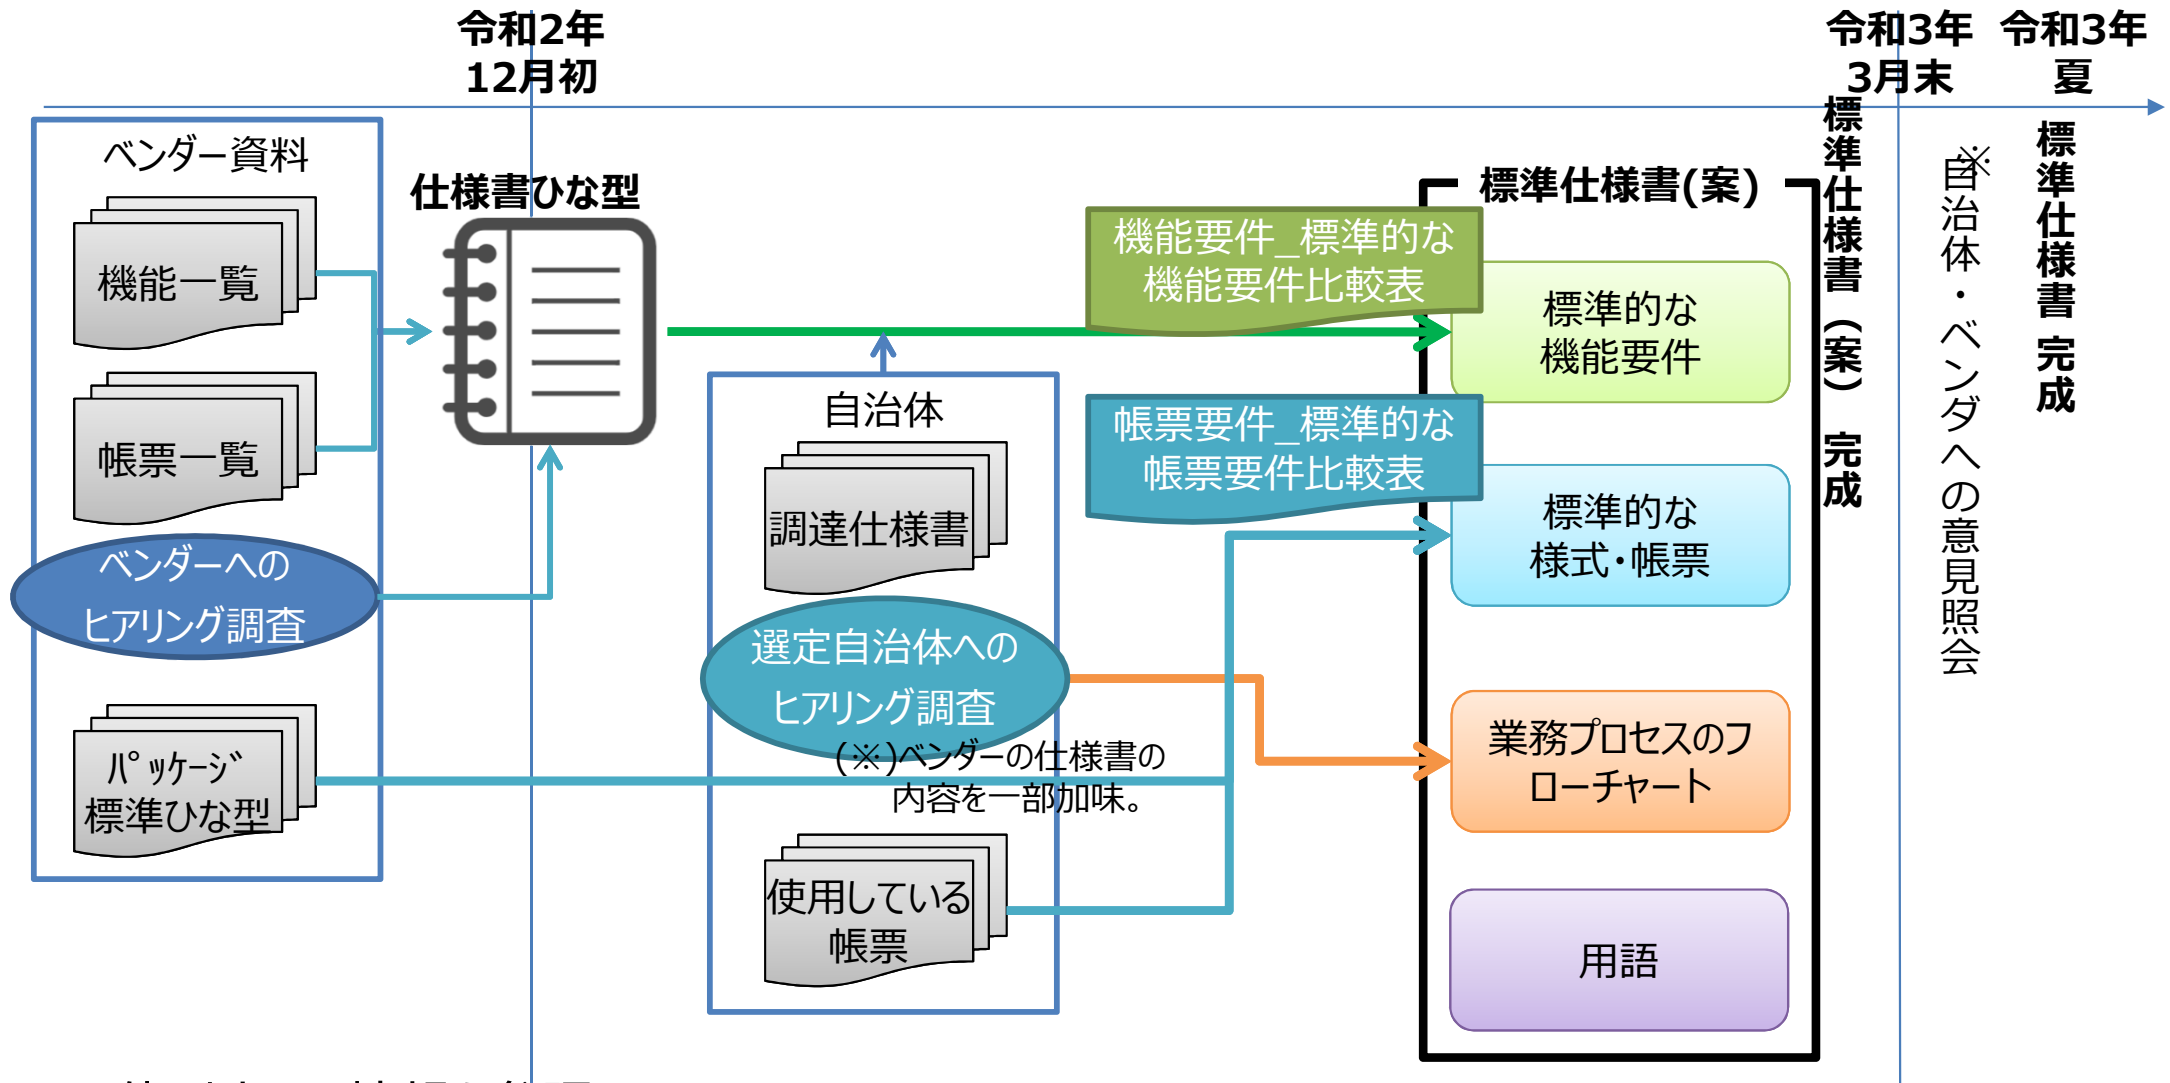 令和2年
12月初
令和3年
3月末
令和3年
夏
ベンダー資料
機能一覧
帳票一覧
ベンダーへの
ヒアリング調査
パッケージ
標準ひな型
仕様書ひな型
自治体
調達仕様書
選定自治体への
ヒアリング調査
(※)ベンダーの仕様書の
内容を一部加味。
使用している
帳票
機能要件_標準的な
機能要件比較表
帳票要件_標準的な
帳票要件比較表
標準仕様書(案)
標準的な
機能要件
標準的な
様式・帳票
業務プロセスのフ
ローチャート
用語
標準仕様書（案） 完成
※
自治体・ベンダへの意見照会
標準仕様書 完成